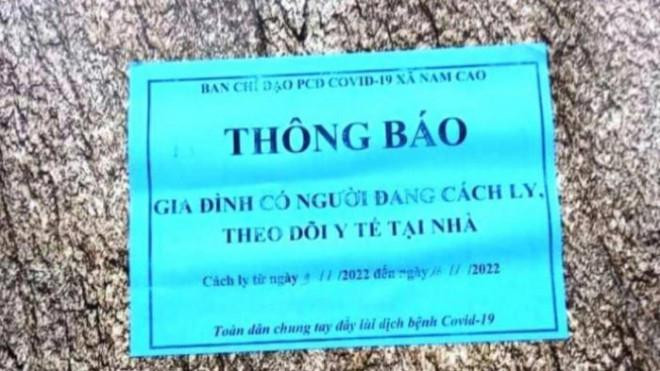 BAN CHỈ ĐẠO PCD COVID-19 XÃ NAM CAO
THÔNG BÁO
GIA ĐÌNH CÓ NGƯỜI ĐANG CÁCH LY,
THEO DÕI Y TẾ TẠI NHÀ
Cách ly từ ngày /2022 đến ngày /2022
Toàn dân chung tay đẩy lùi dịch bệnh Covid-19